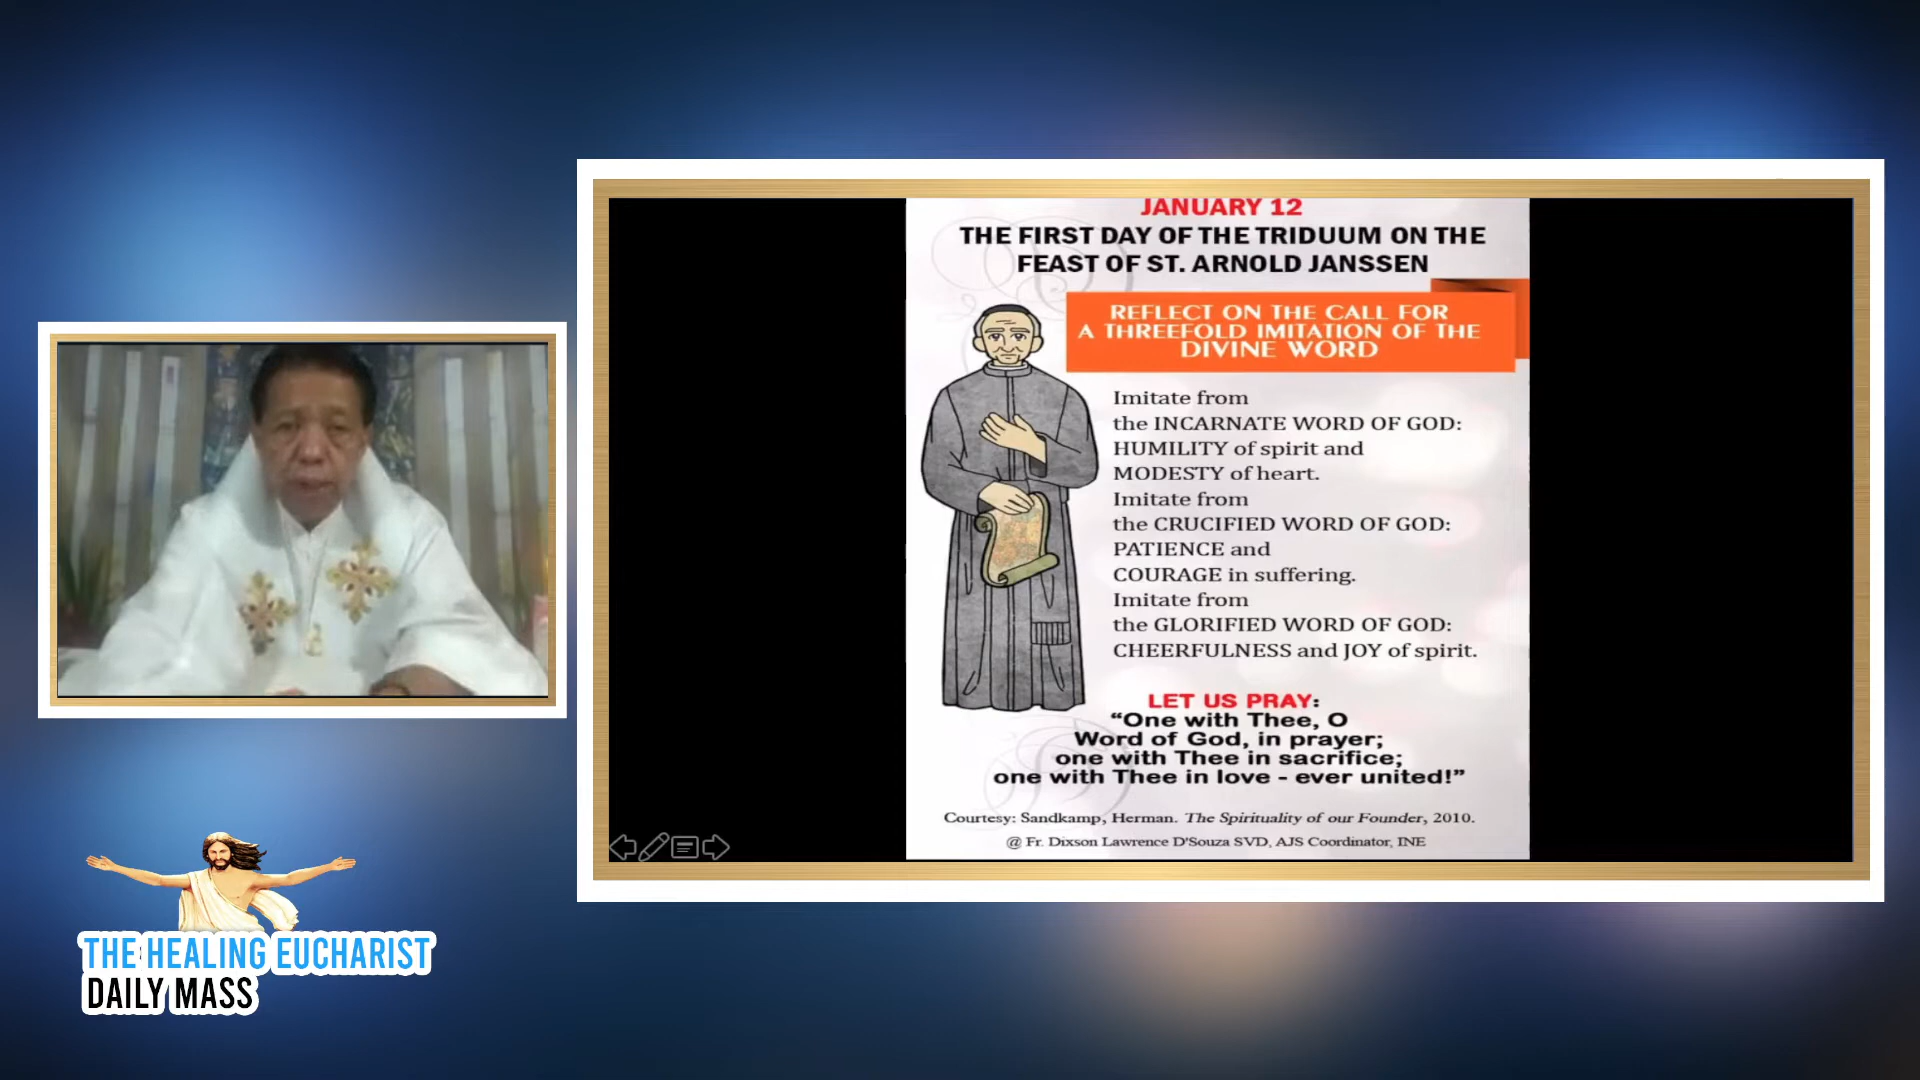 JANUARY 12
THE FIRST DAY OF THE TRIDUUM ON THE
FEAST OF ST. ARNOLD JANSSEN
REFLECT ON THE CALL FOR
A THREEFOLD IMITATION OF THE
DIVINE WORD
Imitate from
the INCARNATE WORD OF GOD:
HUMILITY of spirit and
MODESTY of heart.
Imitate from
the CRUCIFIED WORD OF GOD:
PATIENCE and
COURAGE in suffering.
Imitate from
the GLORIFIED WORD OF GOD:
CHEERFULNESS and JOY of spirit.
LET US PRAY:
“One with Thee, O
Word of God, in prayer;
one with Thee in sacrifice;
one with Thee in love - ever united!”
Courtesy: Sandkamp, Herman. The Spirituality of our Founder, 2010.
@ Fr. Dixson Lawrence D'Souza SVD, AJS Coordinator, INE
THE HEALING EUCHARIST
DAILY MASS